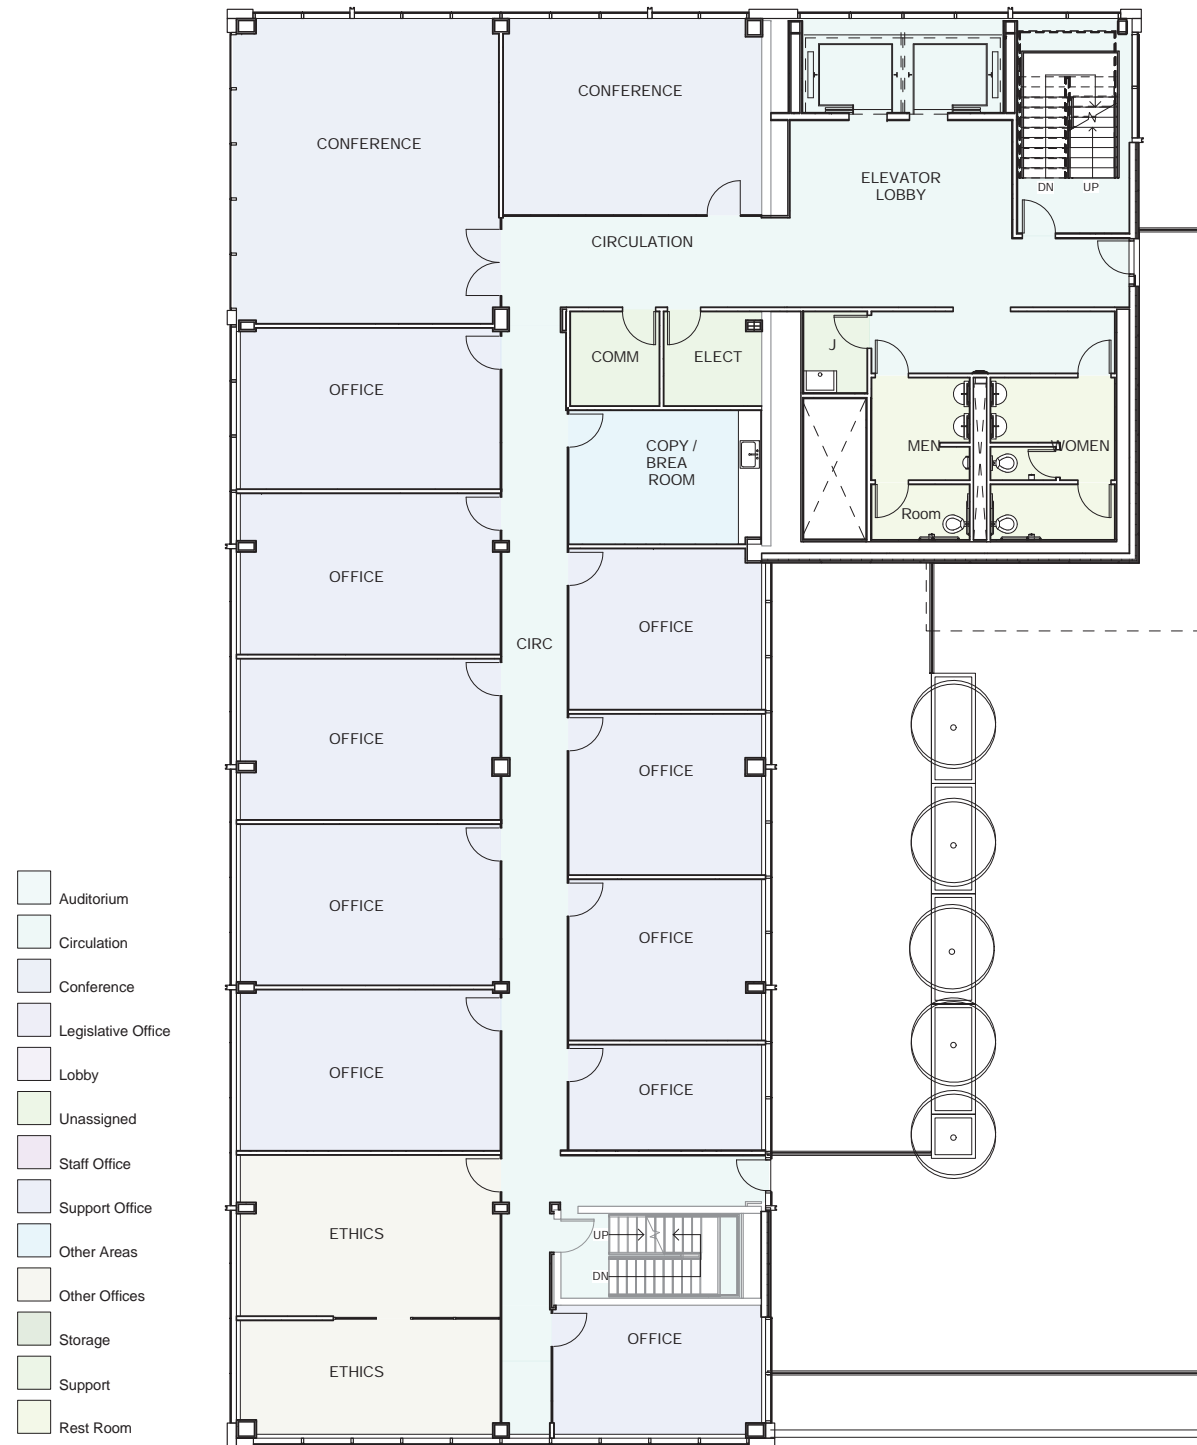 CONFERENCE
CONFERENCE
ELEVATOR
LOBBY
DN
UP
CIRCULATION
COMM
ELECT
J
OFFICE
COPY /
BREA
ROOM
MEN
WOMEN
Room
OFFICE
OFFICE
CIRC
OFFICE
OFFICE
OFFICE
OFFICE
OFFICE
OFFICE
ETHICS
UP
DN
OFFICE
ETHICS
Auditorium
Circulation
Conference
Legislative Office
Lobby
Unassigned
Staff Office
Support Office
Other Areas
Other Offices
Storage
Support
Rest Room